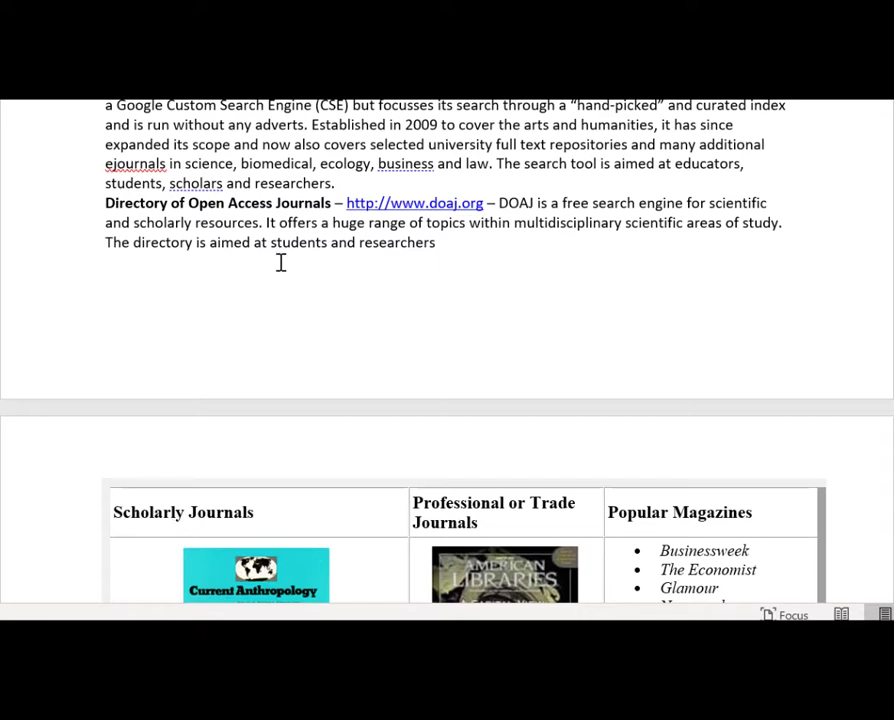 a Google Custom Search Engine (CSE) but focusses its search through a “hand-picked” and curated index
and is run without any adverts. Established in 2009 to cover the arts and humanities, it has since
expanded its scope and now also covers selected university full text repositories and many additional
ejournals in science, biomedical, ecology, business and law. The search tool is aimed at educators,
students, scholars and researchers.
Directory of Open Access Journals – http://www.doaj.org – DOAJ is a free search engine for scientific
and scholarly resources. It offers a huge range of topics within multidisciplinary scientific areas of study.
The directory is aimed at students and researchers
Scholarly Journals
Professional or Trade
Journals
Popular Magazines
Current Anthropology
AMERICAN
LIBRARIES
Businessweek
The Economist
Glamour
Focus